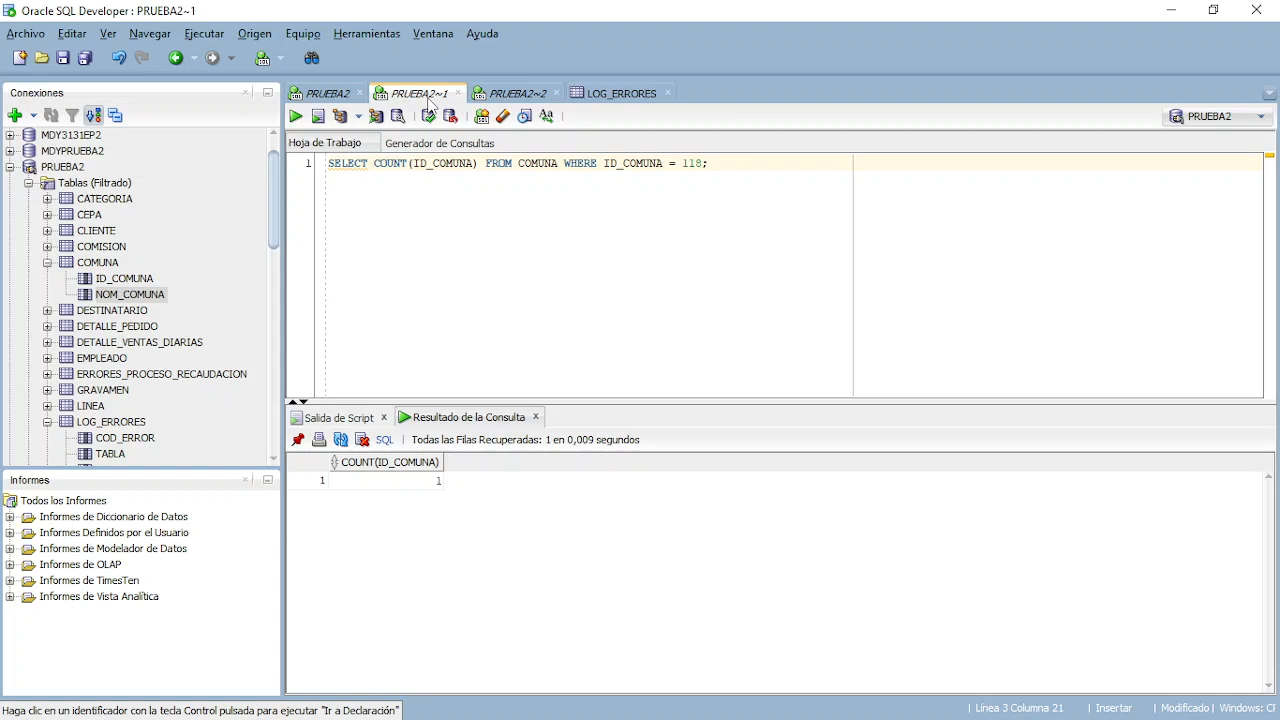 Oracle SQL Developer : PRUEBA2~1
Archivo Editar Ver Navegar Ejecutar Origen Equipo Herramientas Ventana Ayuda
Conexiones
PRUEBA2 PRUEBA2~1 PRUEBA2~2 LOG_ERRORES
PRUEBA2
Hoja de Trabajo Generador de Consultas
1 SELECT COUNT(ID_COMUNA) FROM COMUNA WHERE ID_COMUNA = 118;
MDY3131EP2
MDYPRUEBA2
PRUEBA2
Tablas (Filtrado)
CATEGORIA
CEPA
CLIENTE
COMISION
COMUNA
ID_COMUNA
NOM_COMUNA
DESTINATARIO
DETALLE_PEDIDO
DETALLE_VENTAS_DIARIAS
EMPLEADO
ERRORES_PROCESO_RECAUDACION
GRAVAMEN
LINEA
LOG_ERRORES
COD_ERROR
TABLA
Salida de Script Resultado de la Consulta
SQL Todas las Filas Recuperadas: 1 en 0,009 segundos
COUNT(ID_COMUNA)
1 1
Informes
Todos los Informes
Informes de Diccionario de Datos
Informes Definidos por el Usuario
Informes de Modelador de Datos
Informes de OLAP
Informes de TimesTen
Informes de Vista Analítica
Haga clic en un identificador con la tecla Control pulsada para ejecutar "Ir a Declaración"
Línea 3 Columna 21 Insertar Modificado Windows: CF